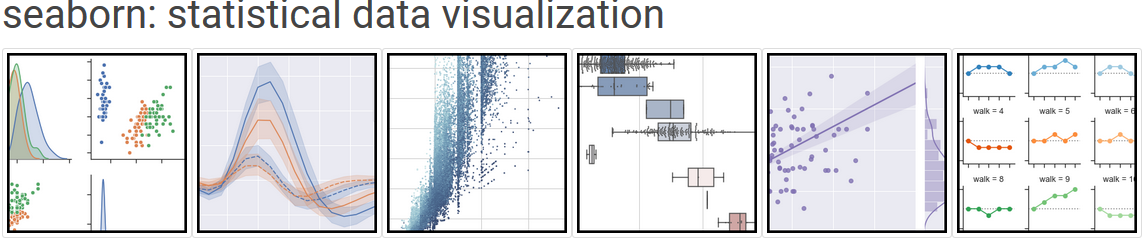 seaborn: statistical data visualization
walk = 4 walk = 5
walk = 8 walk = 9